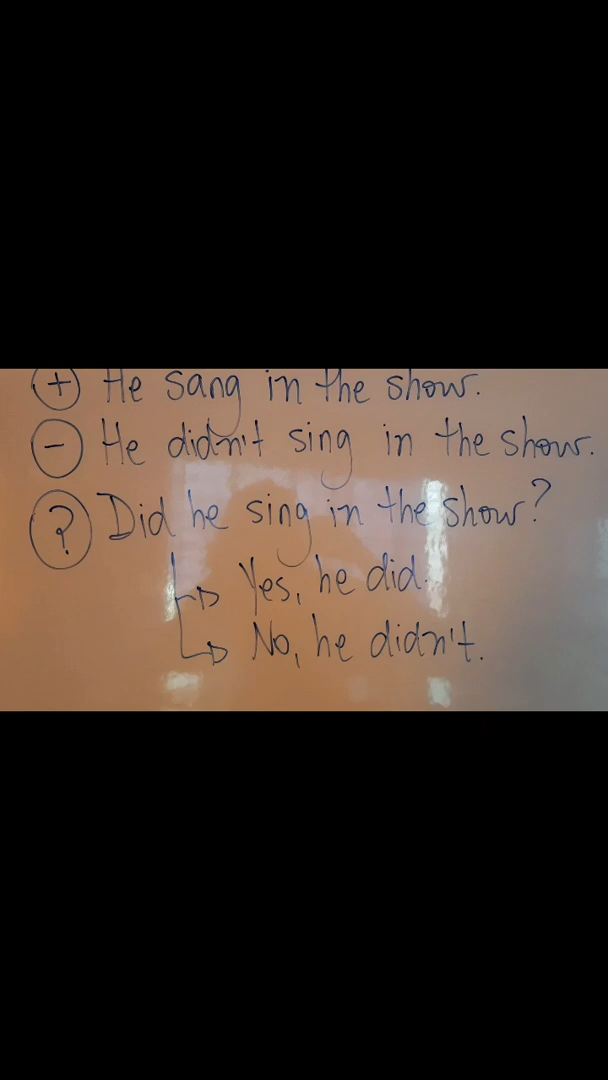 + He sang in the show.
- He didn't sing in the show.
? Did he sing in the show?
Yes, he did.
No, he didn't.